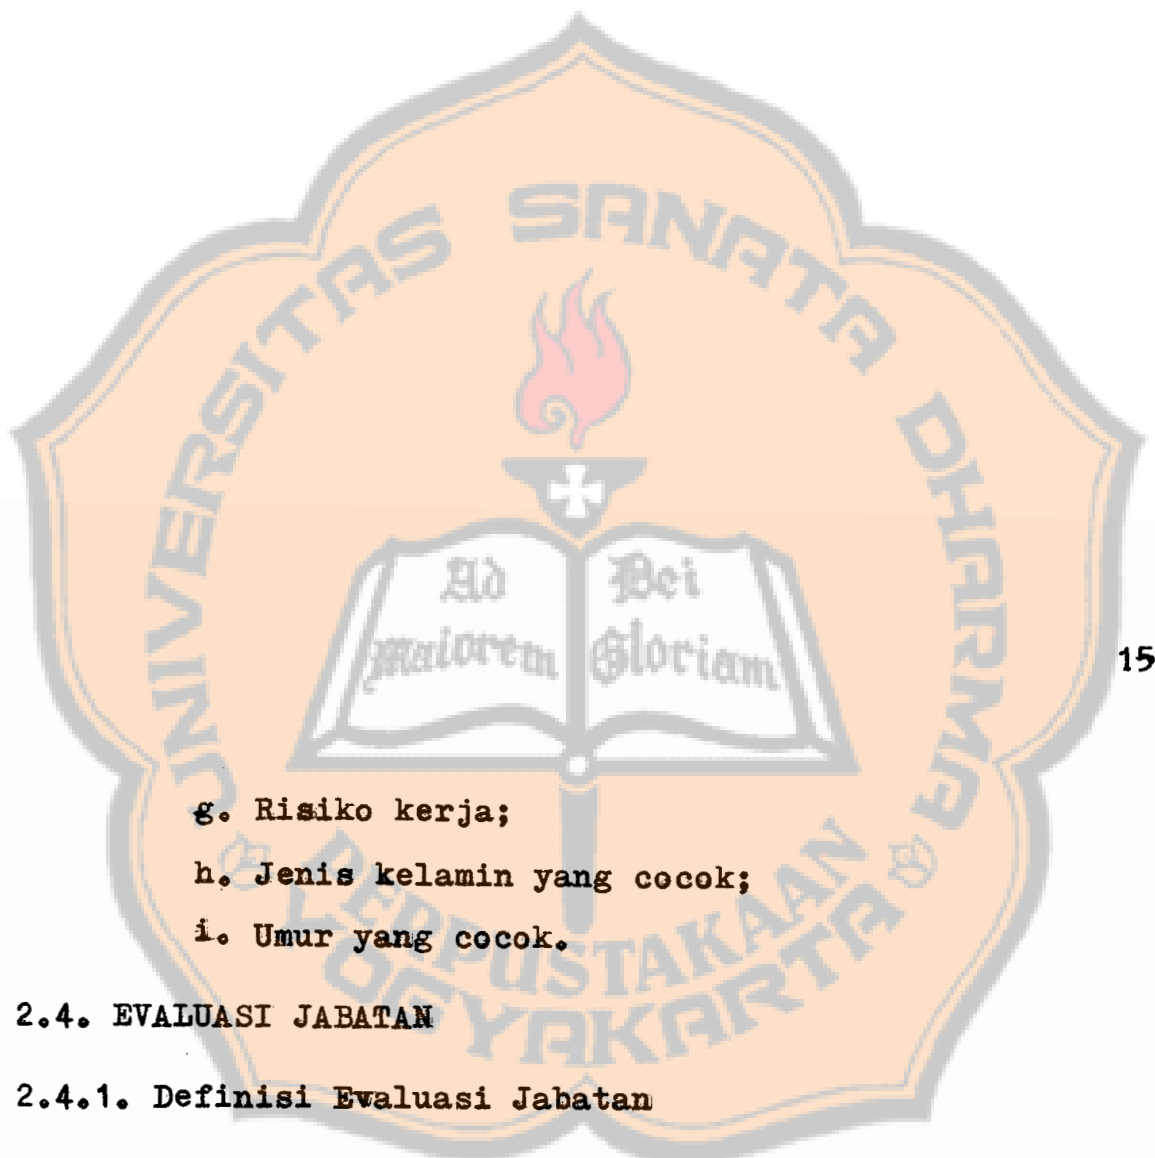 UNIVERSITAS SANATA DHARMA
Ad Dei
Maiorem Gloriam
15
g. Risiko kerja;
h. Jenis kelamin yang cocok;
i. Umur yang cocok.
PERPUSTAKAAN
YOGYAKARTA
2.4. EVALUASI JABATAN
2.4.1. Definisi Evaluasi Jabatan